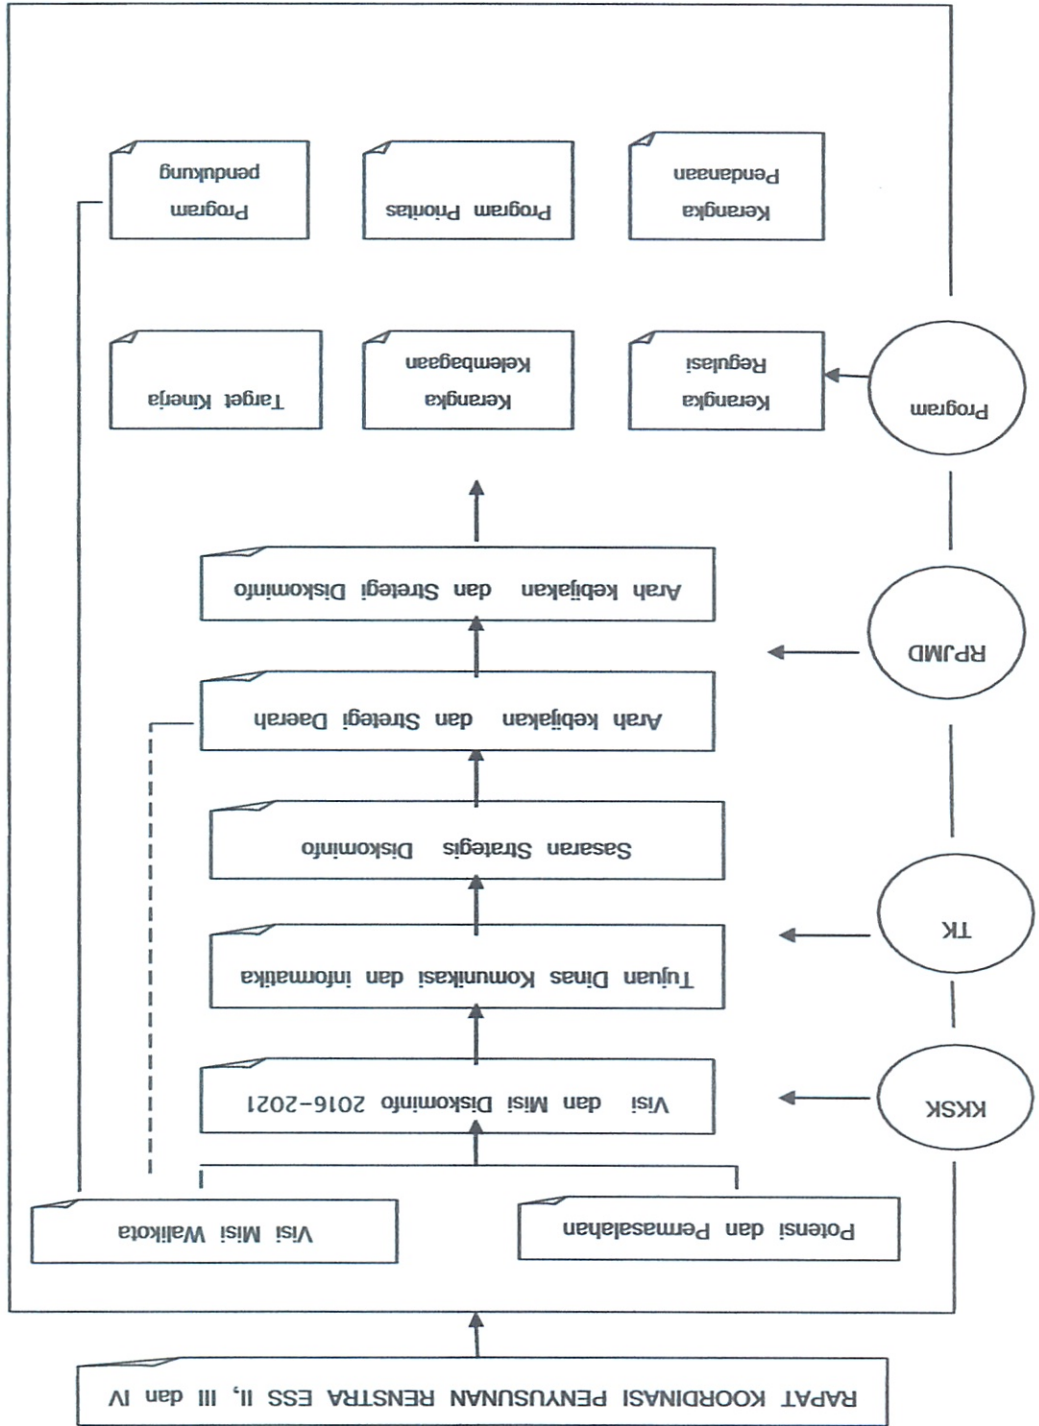 RAPAT KOORDINASI PENYUSUNAN RENSTRA ESS II, III dan IV
Potensi dan Permasalahan
Visi Misi Walikota
KKSK
Visi dan Misi Diskominfo 2016-2021
TK
Tujuan Dinas Komunikasi dan informatika
Sasaran Strategis Diskominfo
RPJMD
Arah kebijakan dan Strategi Daerah
Arah kebijakan dan Strategi Diskominfo
Program
Kerangka
Regulasi
Kerangka
Kelembagaan
Target Kinerja
Kerangka
Pendanaan
Program Prioritas
Program
pendukung